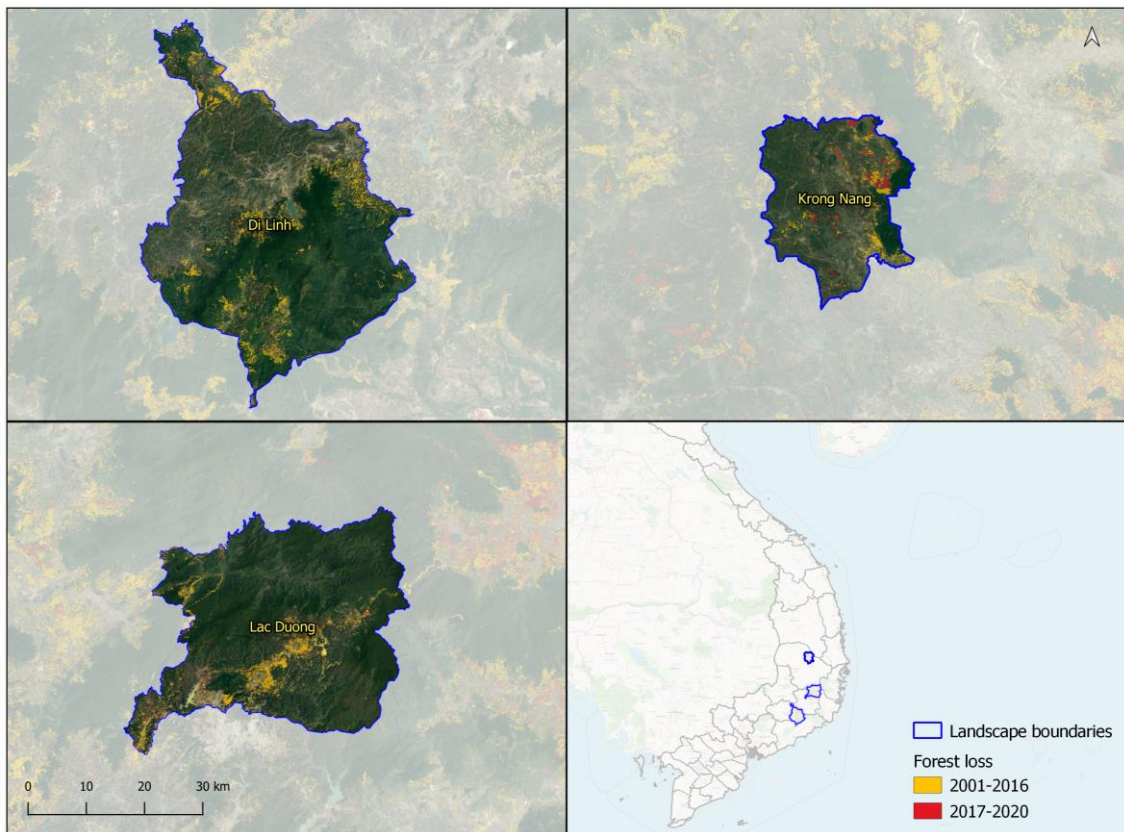 Di Linh
Krong Nang
Lac Duong
0 10 20 30 km
Landscape boundaries
Forest loss
2001-2016
2017-2020